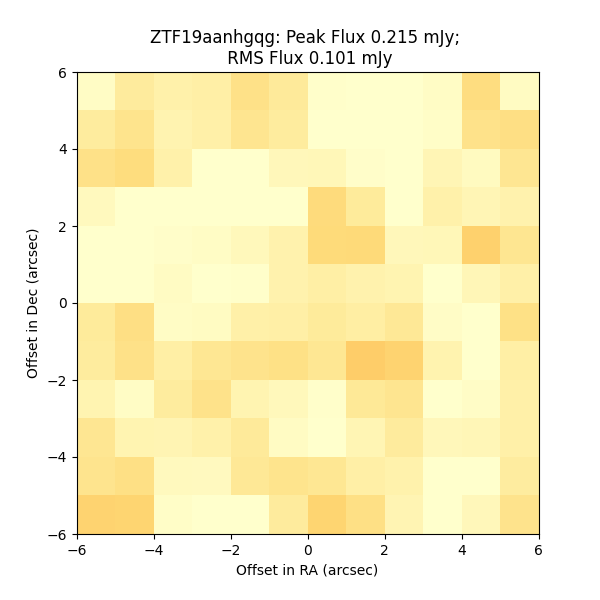 ZTF19aanhgqg: Peak Flux 0.215 mJy;
RMS Flux 0.101 mJy
6
4
2
0
−2
−4
−6
Offset in Dec (arcsec)
−6 −4 −2 0 2 4 6
Offset in RA (arcsec)